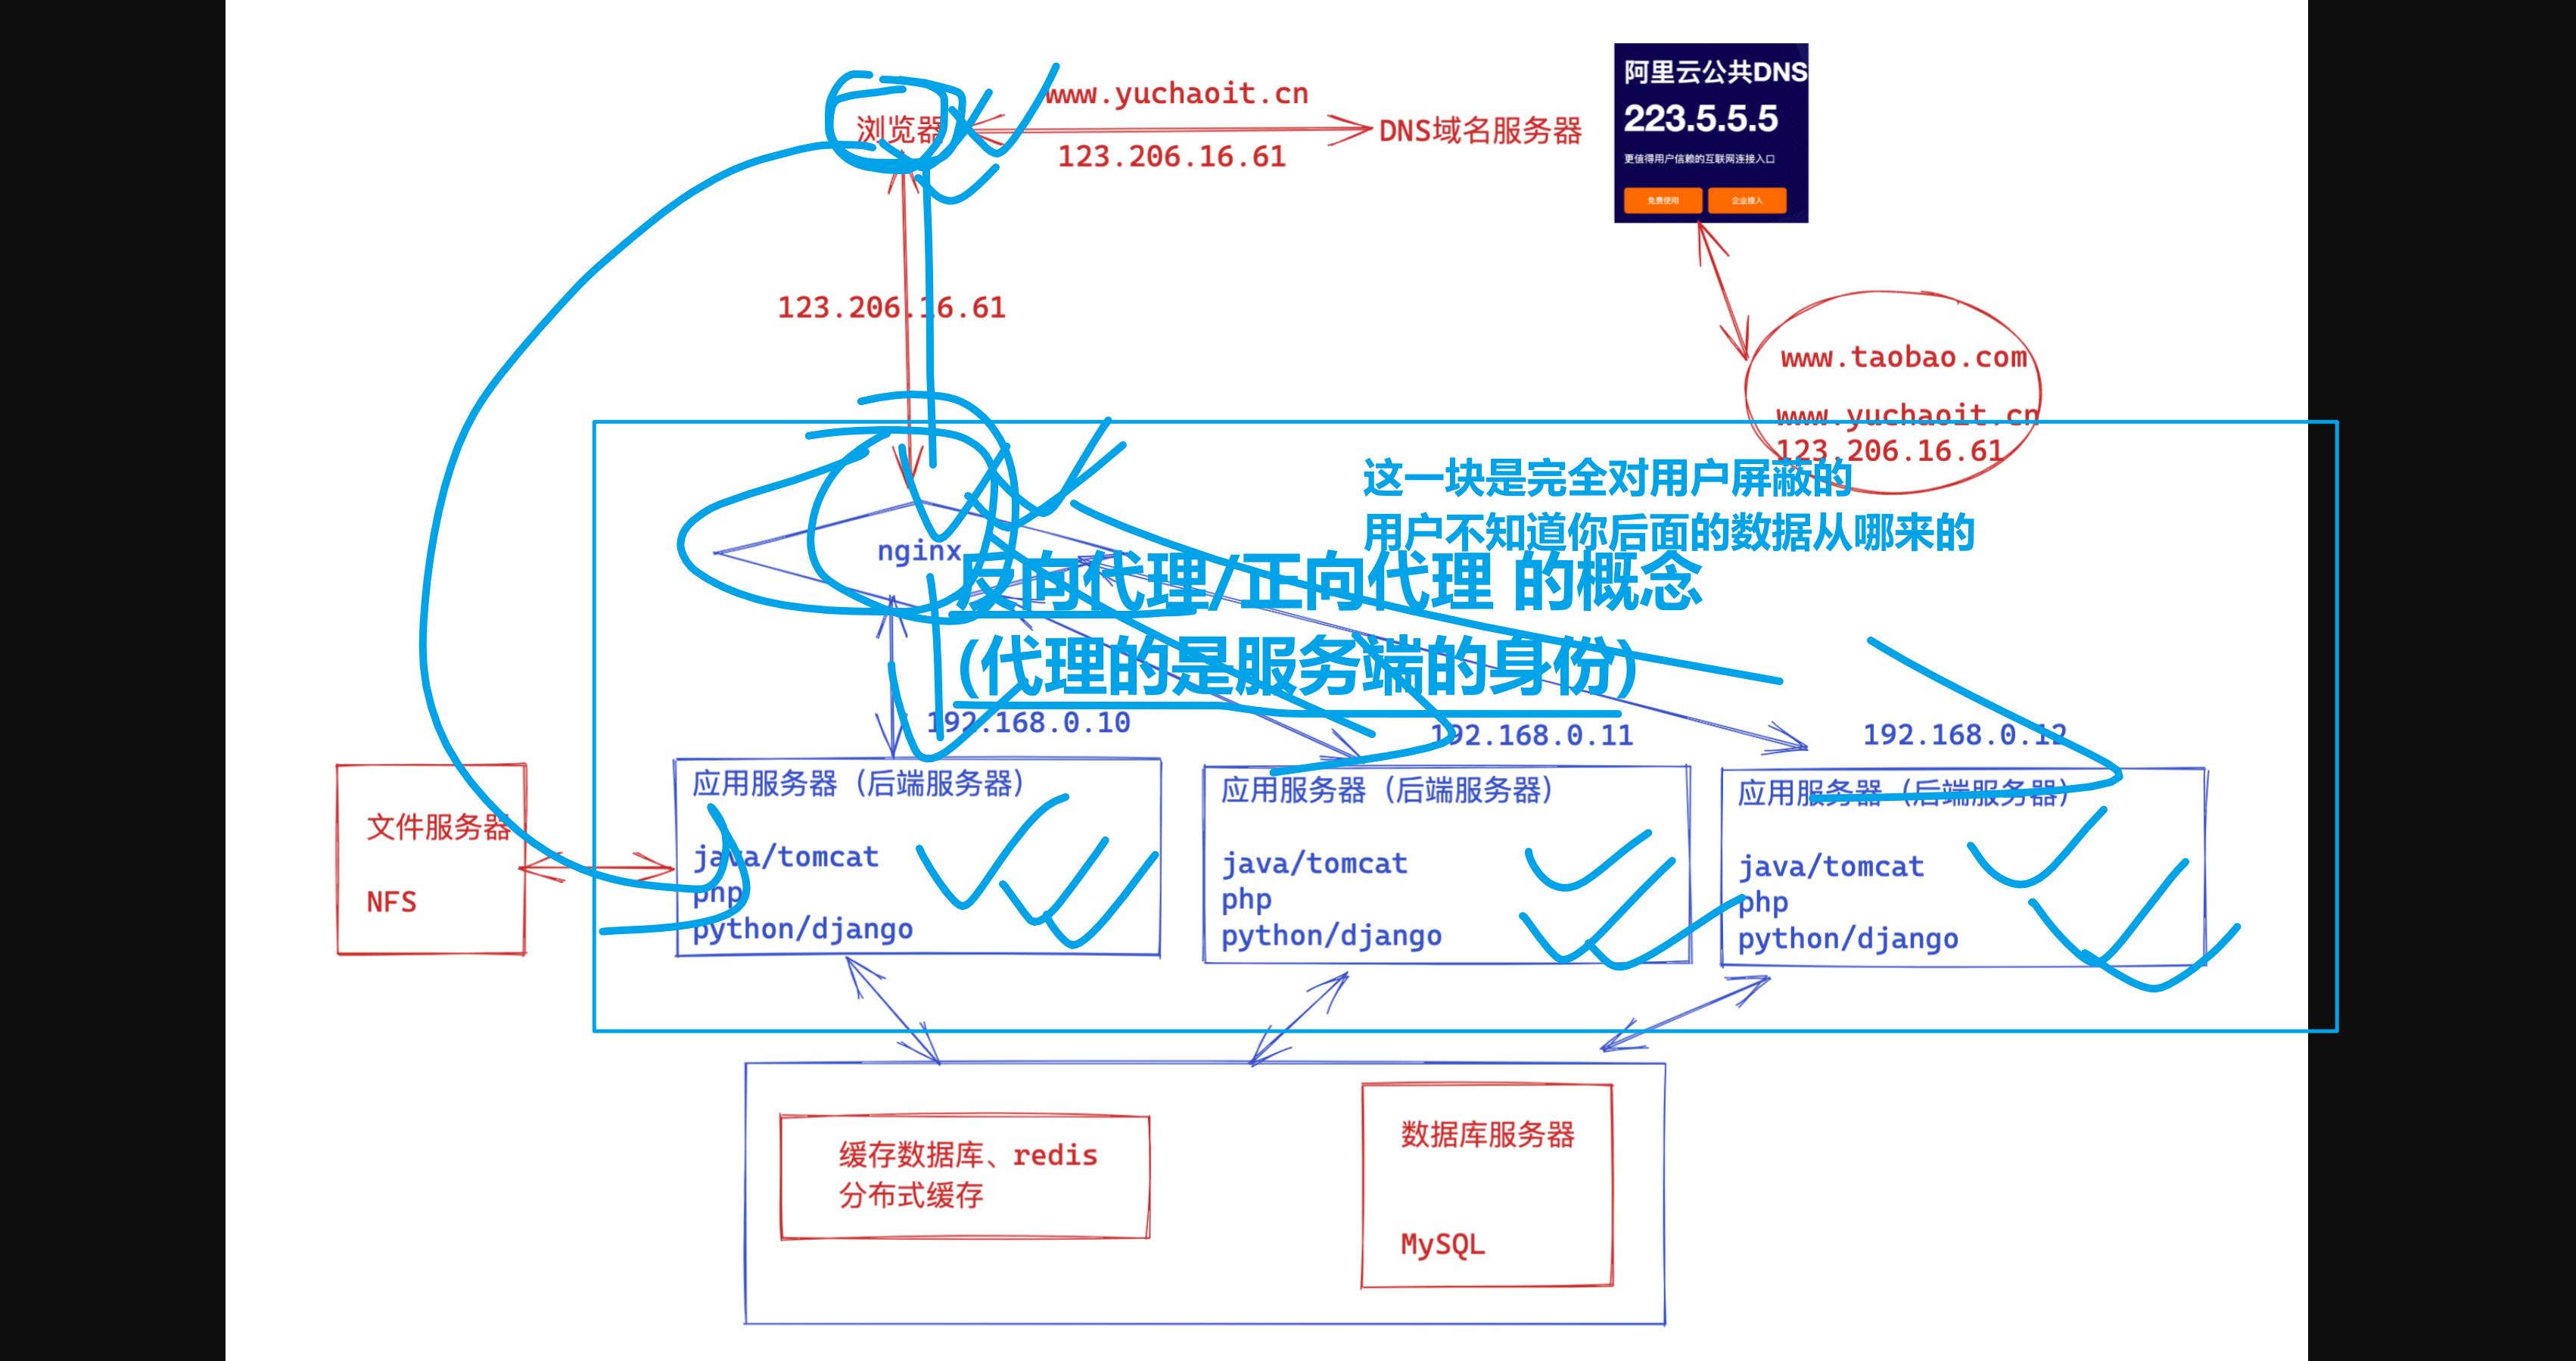 阿里云公共DNS
223.5.5.5
更值得用户信赖的互联网连接入口
免费使用
企业接入
www.yuchaoit.cn
浏览器
DNS域名服务器
123.206.16.61
123.206.16.61
www.taobao.com
www.yuchaoit.cn
123.206.16.61
这一块是完全对用户屏蔽的
用户不知道你后面的数据从哪来的
nginx
反向代理/正向代理 的概念
(代理的是服务端的身份)
192.168.0.10
192.168.0.11
192.168.0.12
文件服务器
NFS
应用服务器（后端服务器）
java/tomcat
php
python/django
应用服务器（后端服务器）
java/tomcat
php
python/django
应用服务器（后端服务器）
java/tomcat
php
python/django
缓存数据库、redis
分布式缓存
数据库服务器
MySQL